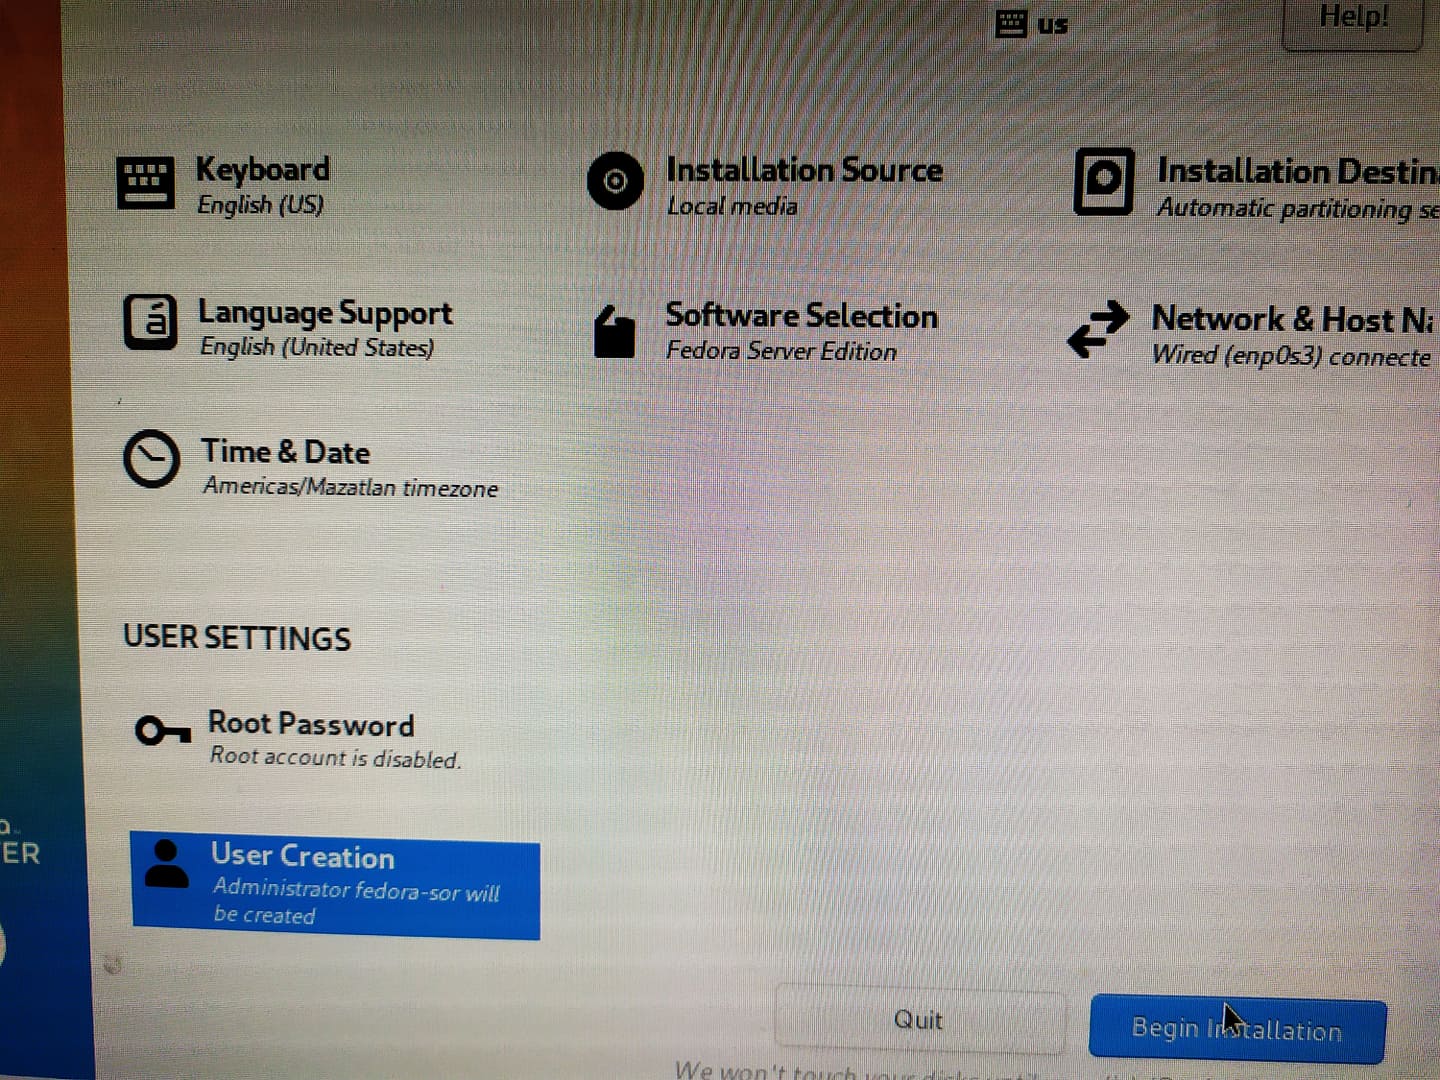 us
Help!
Keyboard
English (US)
Installation Source
Local media
Installation Destin
Automatic partitioning se
Language Support
English (United States)
Software Selection
Fedora Server Edition
Network & Host Na
Wired (enp0s3) connecte
Time & Date
Americas/Mazatlan timezone
USER SETTINGS
Root Password
Root account is disabled.
User Creation
Administrator fedora-sor will
be created
a
ER
Quit
Begin Installation
We won't touch your disks